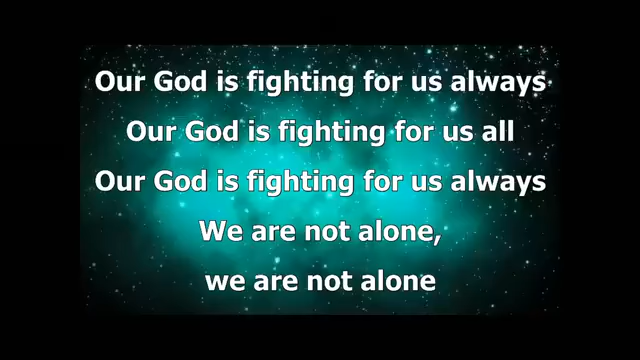 Our God is fighting for us always
Our God is fighting for us all
Our God is fighting for us always
We are not alone,
we are not alone